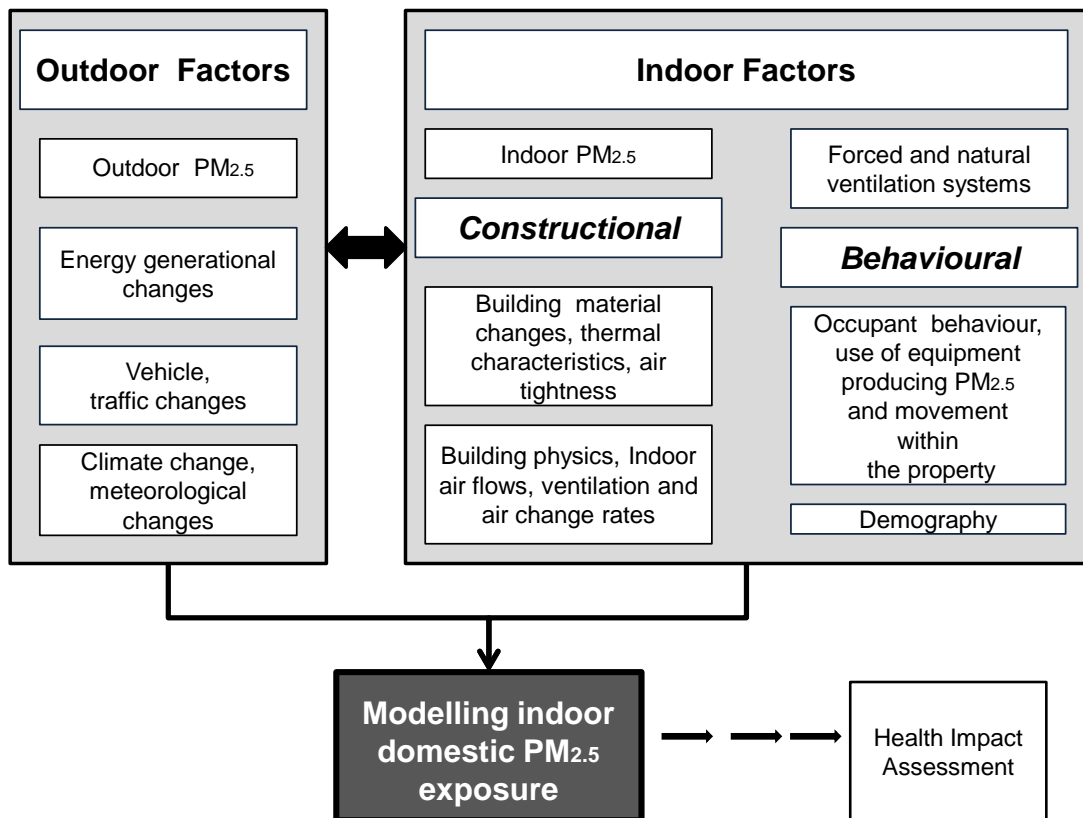 Outdoor Factors
Outdoor PM2.5
Energy generational
changes
Vehicle,
traffic changes
Climate change,
meteorological
changes
Indoor Factors
Indoor PM2.5
Constructional
Building material
changes, thermal
characteristics, air
tightness
Building physics, Indoor
air flows, ventilation and
air change rates
Forced and natural
ventilation systems
Behavioural
Occupant behaviour,
use of equipment
producing PM2.5
and movement
within
the property
Demography
Modelling indoor
domestic PM2.5
exposure
Health Impact
Assessment